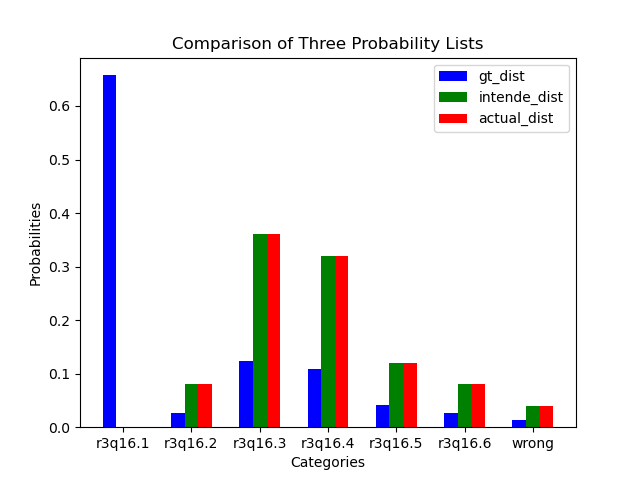 Comparison of Three Probability Lists
gt_dist
intende_dist
actual_dist
Probabilities
0.6
0.5
0.4
0.3
0.2
0.1
0.0
r3q16.1 r3q16.2 r3q16.3 r3q16.4 r3q16.5 r3q16.6 wrong
Categories